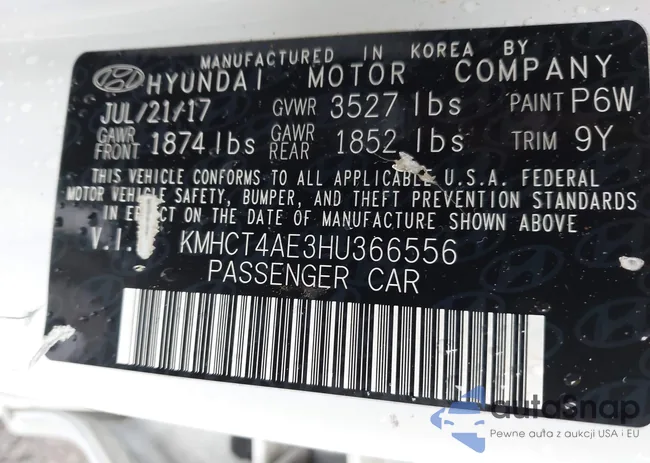 MANUFACTURED IN KOREA BY
HYUNDAI MOTOR COMPANY
JUL/21/17 GVWR 3527 lbs PAINT P6W
GAWR FRONT 1874 lbs GAWR REAR 1852 lbs TRIM 9Y
THIS VEHICLE CONFORMS TO ALL APPLICABLE U.S.A. FEDERAL
MOTOR VEHICLE SAFETY, BUMPER, AND THEFT PREVENTION STANDARDS
IN EFFECT ON THE DATE OF MANUFACTURE SHOWN ABOVE
V.I. KMHCT4AE3HU366556
PASSENGER CAR
autoSnap
Pewne auta z aukcji USA i EU